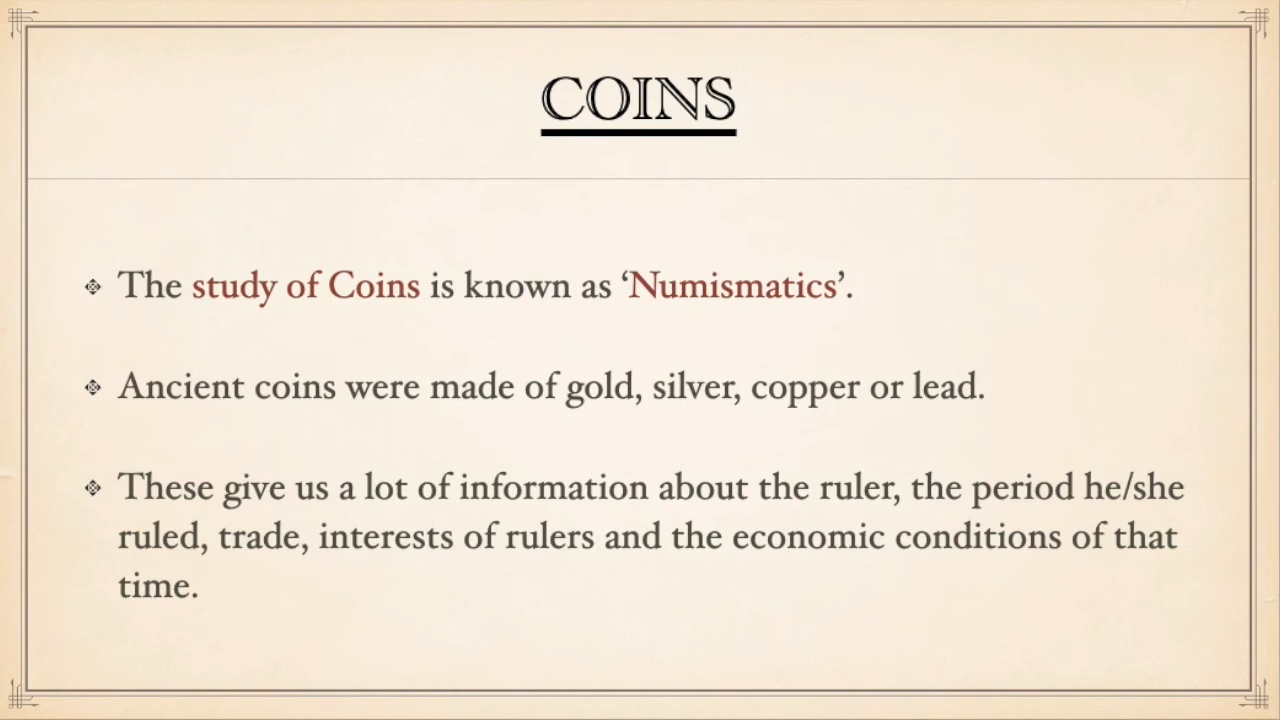 COINS
The study of Coins is known as ‘Numismatics’.
Ancient coins were made of gold, silver, copper or lead.
These give us a lot of information about the ruler, the period he/she
ruled, trade, interests of rulers and the economic conditions of that
time.